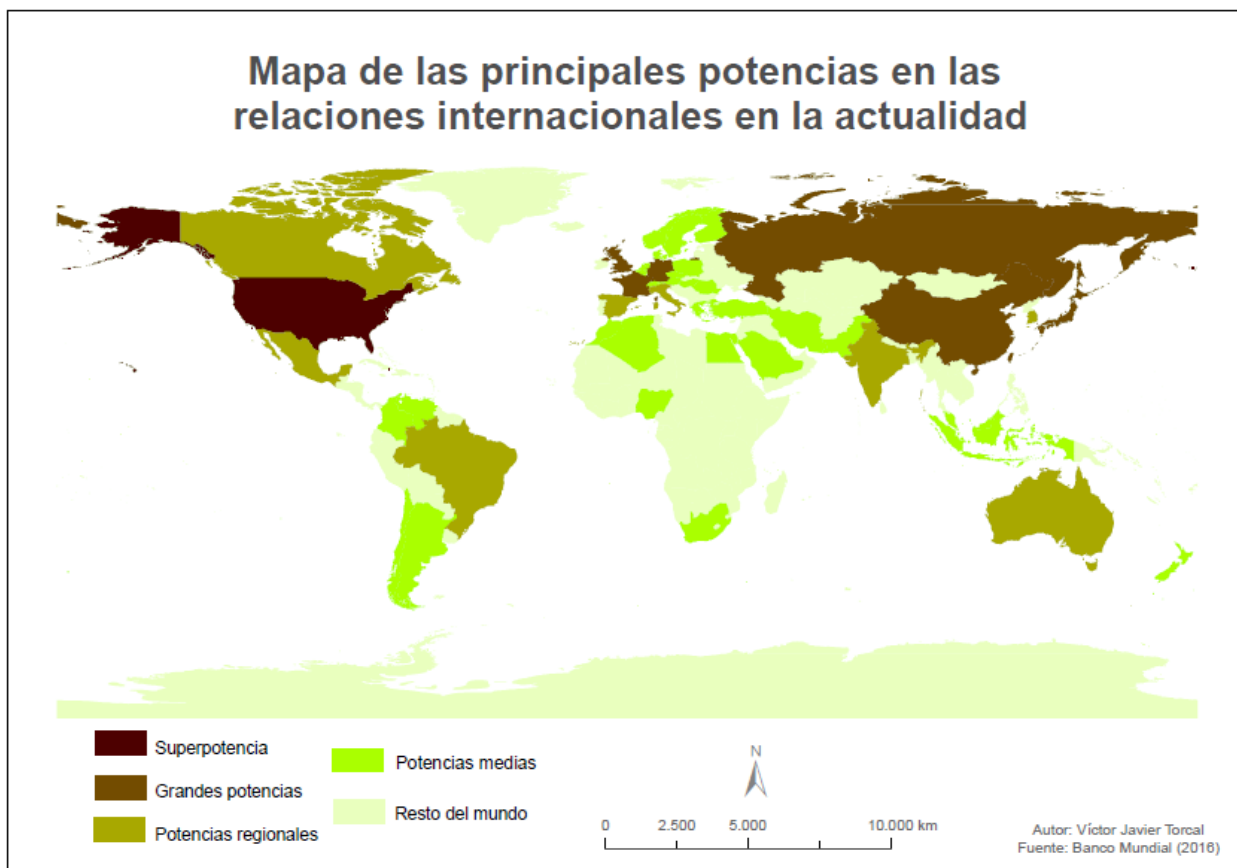 Mapa de las principales potencias en las
relaciones internacionales en la actualidad
Superpotencia
Grandes potencias
Potencias regionales
Potencias medias
Resto del mundo
N
0 2.500 5.000 10.000 km
Autor: Víctor Javier Torcal
Fuente: Banco Mundial (2016)